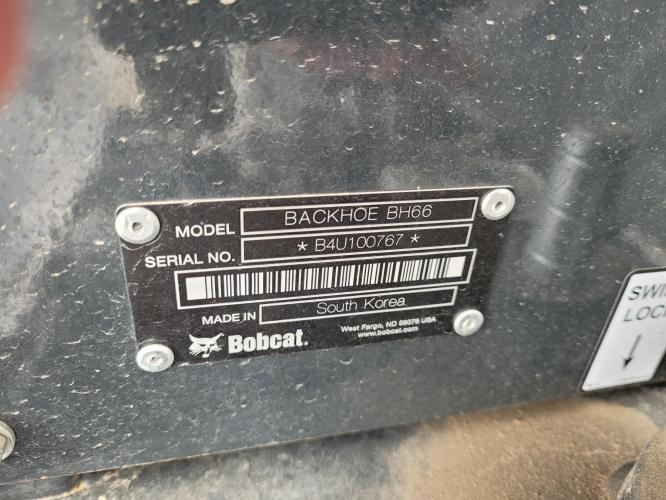 MODEL BACKHOE BH66
SERIAL NO. * B4U100767 *
MADE IN South Korea
Bobcat.
West Fargo, ND 58078 USA
www.bobcat.com
LOC